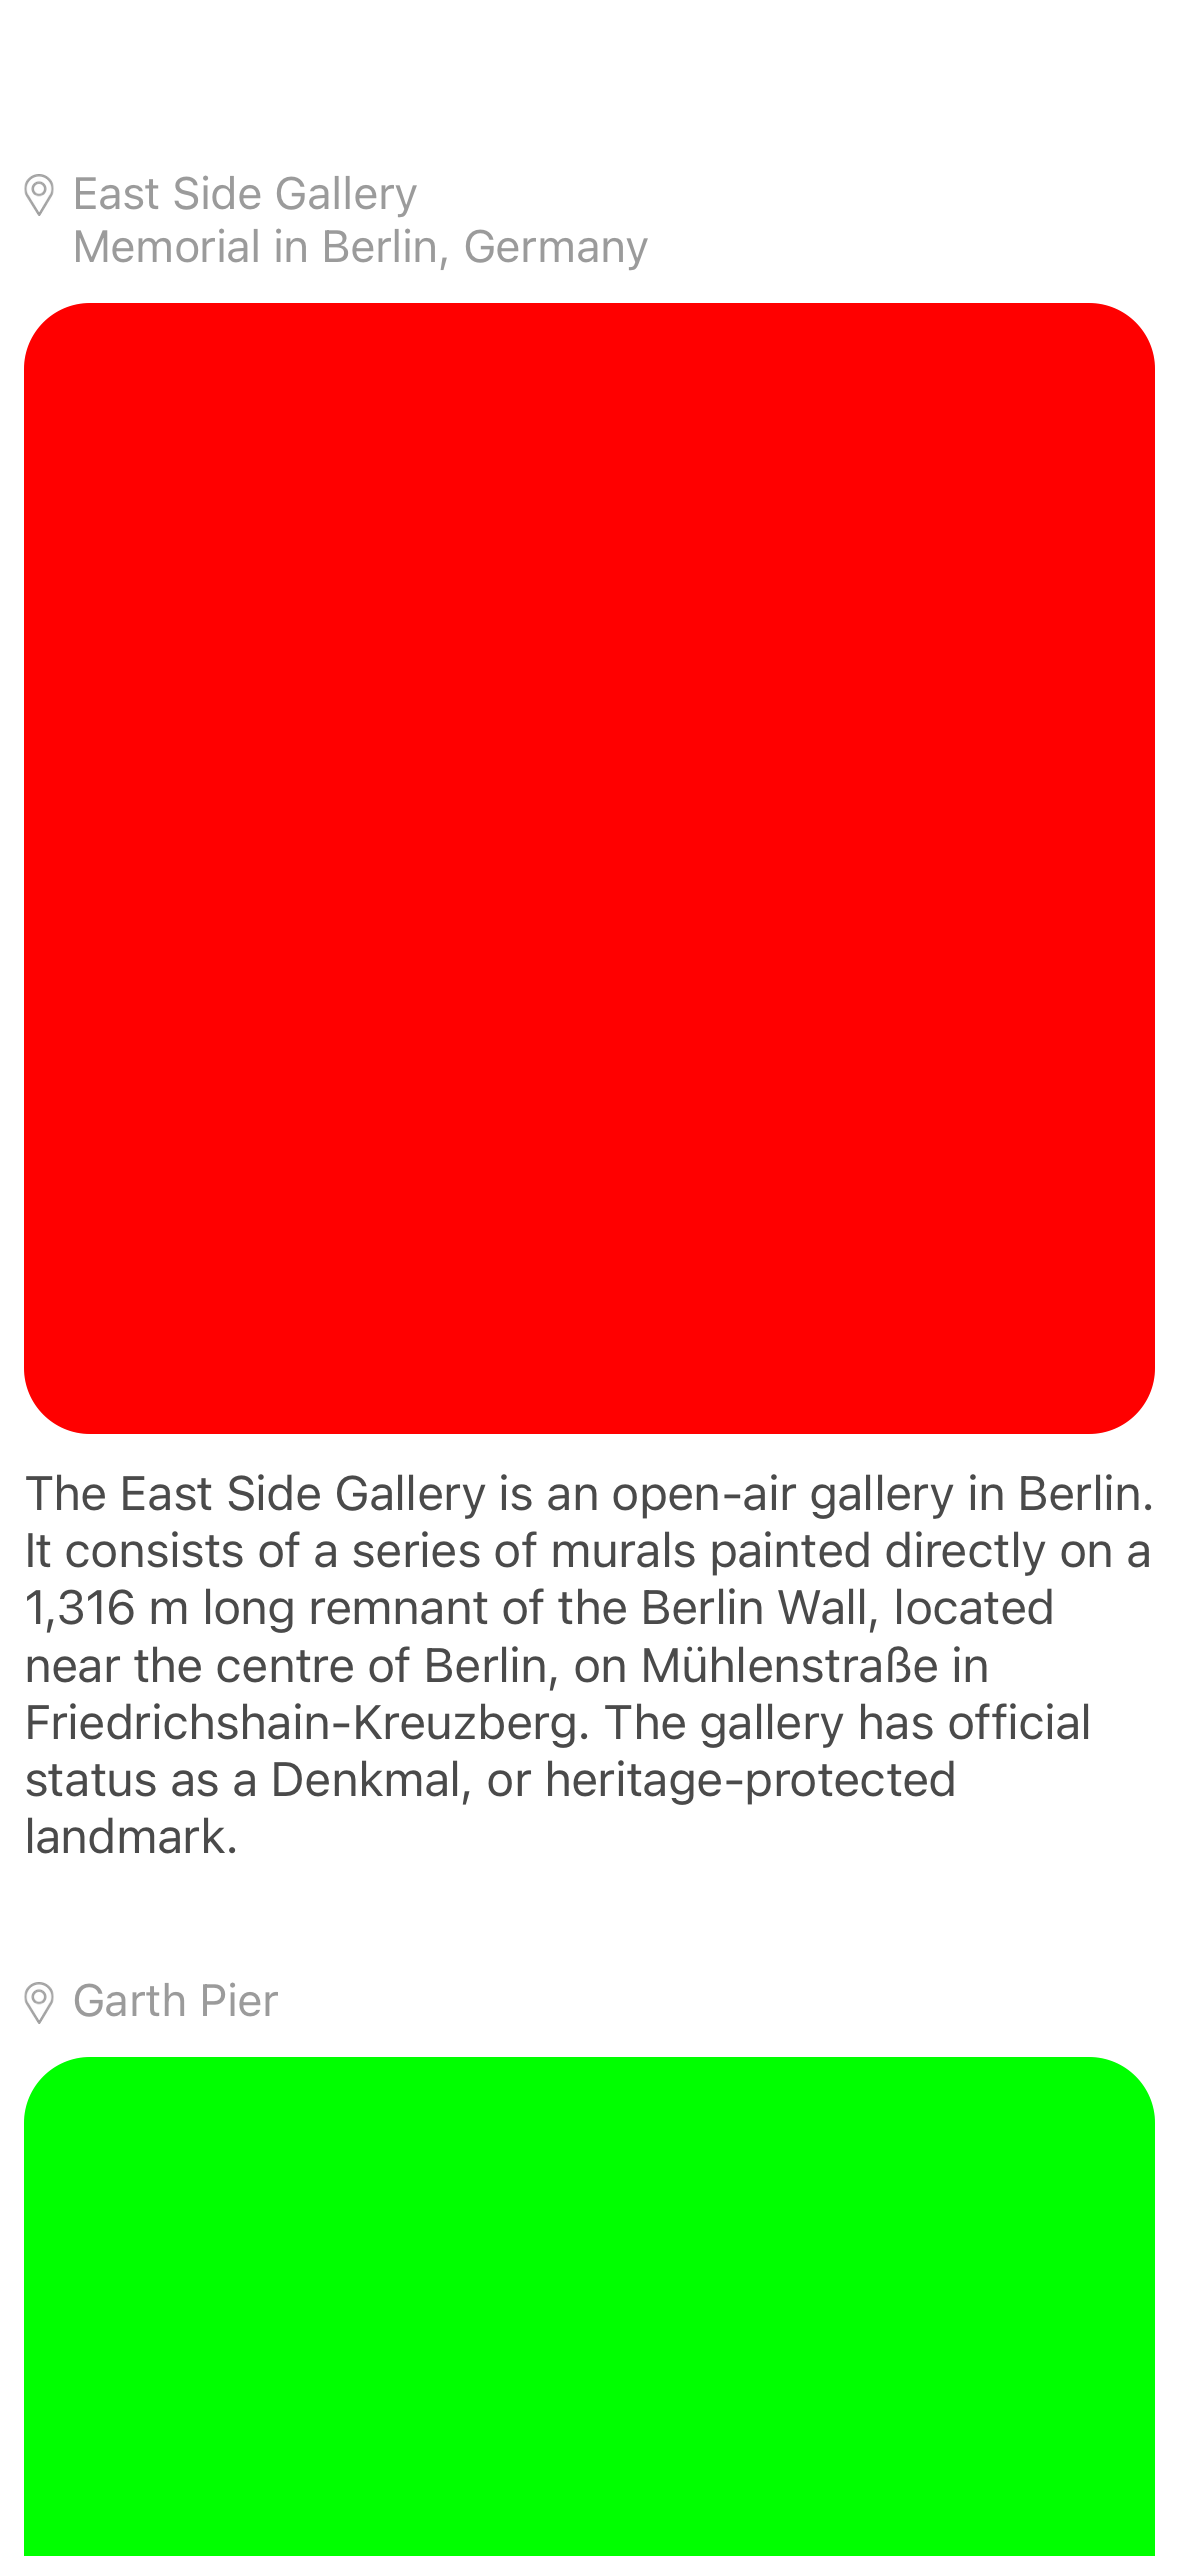 East Side Gallery
Memorial in Berlin, Germany
The East Side Gallery is an open-air gallery in Berlin.
It consists of a series of murals painted directly on a
1,316 m long remnant of the Berlin Wall, located
near the centre of Berlin, on Mühlenstraße in
Friedrichshain-Kreuzberg. The gallery has official
status as a Denkmal, or heritage-protected
landmark.
Garth Pier